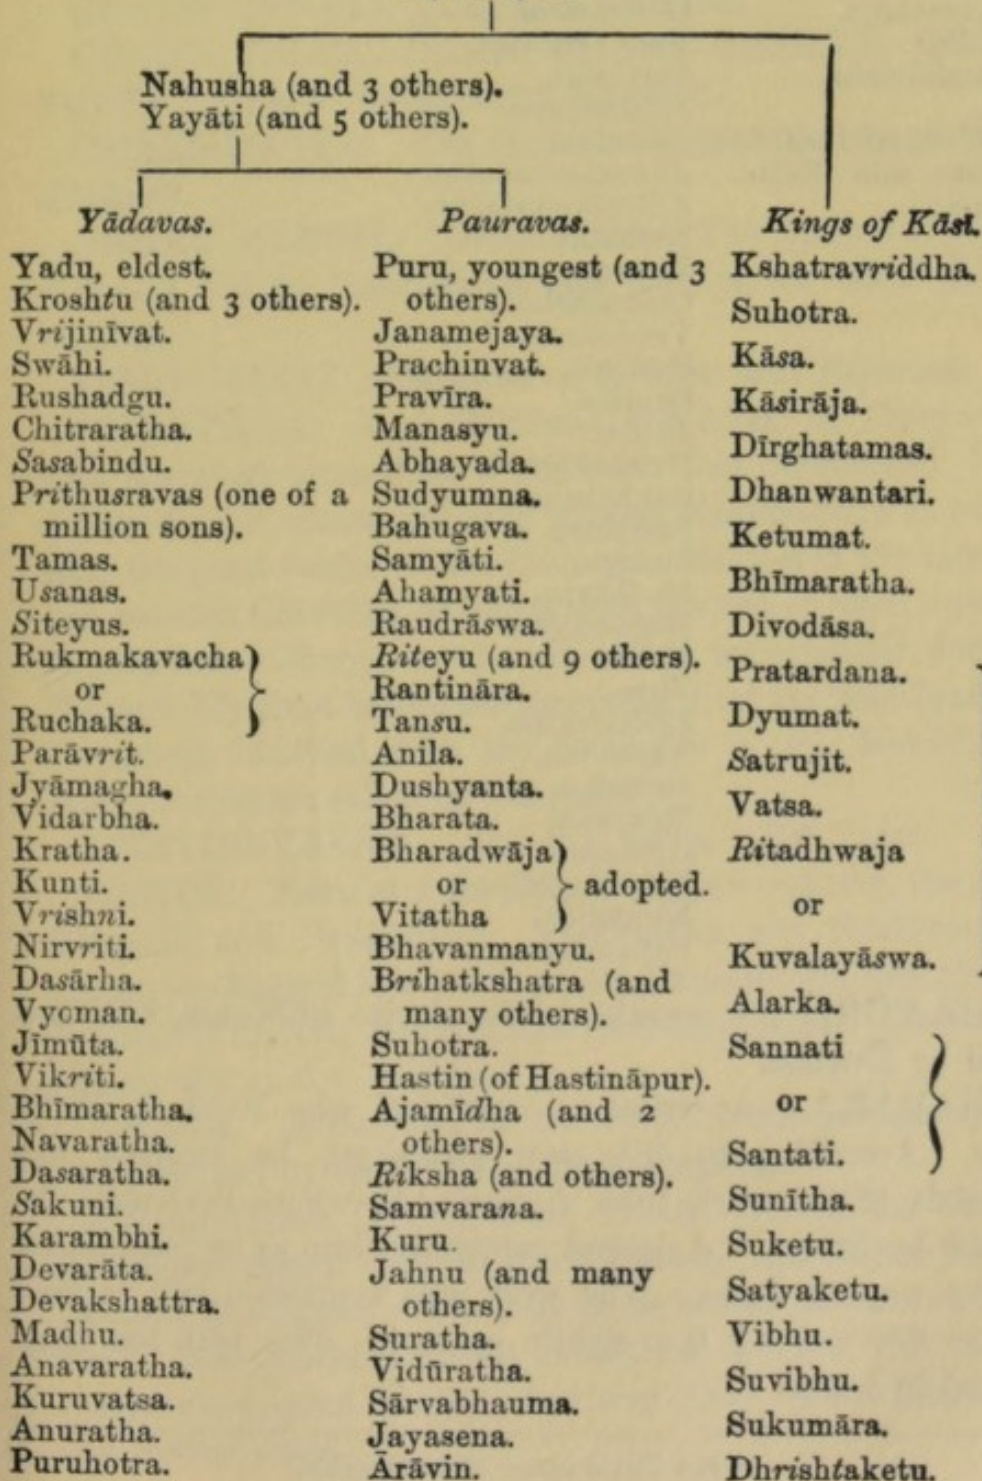 Nahusha (and 3 others).
Yayāti (and 5 others).
Yādavas.
Yadu, eldest.
Kroshtu (and 3 others).
Vrijinīvat.
Swāhi.
Rushadgu.
Chitraratha.
Sasabindu.
Prithusravas (one of a
million sons).
Tamas.
Usanas.
Siteyus.
Rukmakavacha
or
Ruchaka.
Parāvrit.
Jyāmagha.
Vidarbha.
Kratha.
Kunti.
Vrishni.
Nirvriti.
Dasārha.
Vyoman.
Jīmūta.
Vikriti.
Bhīmaratha.
Navaratha.
Dasaratha.
Sakuni.
Karambhi.
Devarāta.
Devakshattra.
Madhu.
Anavaratha.
Kuruvatsa.
Anuratha.
Puruhotra.
Pauravas.
Puru, youngest (and 3
others).
Janamejaya.
Prachinvat.
Pravīra.
Manasyu.
Abhayada.
Sudyumna.
Bahugava.
Samyāti.
Ahamyati.
Raudrāswa.
Riteyu (and 9 others).
Rantināra.
Tansu.
Anila.
Dushyanta.
Bharata.
Bharadwāja
or adopted.
Vitatha
Bhavanmanyu.
Brihatkshatra (and
many others).
Suhotra.
Hastin (of Hastināpur).
Ajamīdha (and 2
others).
Riksha (and others).
Samvarana.
Kuru.
Jahnu (and many
others).
Suratha.
Vidūratha.
Sārvabhauma.
Jayasena.
Ārāvin.
Kings of Kāsi.
Kshatravriddha.
Suhotra.
Kāsa.
Kāsirāja.
Dīrghatamas.
Dhanwantari.
Ketumat.
Bhīmaratha.
Divodāsa.
Pratardana.
Dyumat.
Satrujit.
Vatsa.
Ritadhwaja
or
Kuvalayāswa.
Alarka.
Sannati
or
Santati.
Sunītha.
Suketu.
Satyaketu.
Vibhu.
Suvibhu.
Sukumāra.
Dhrishtaketu.